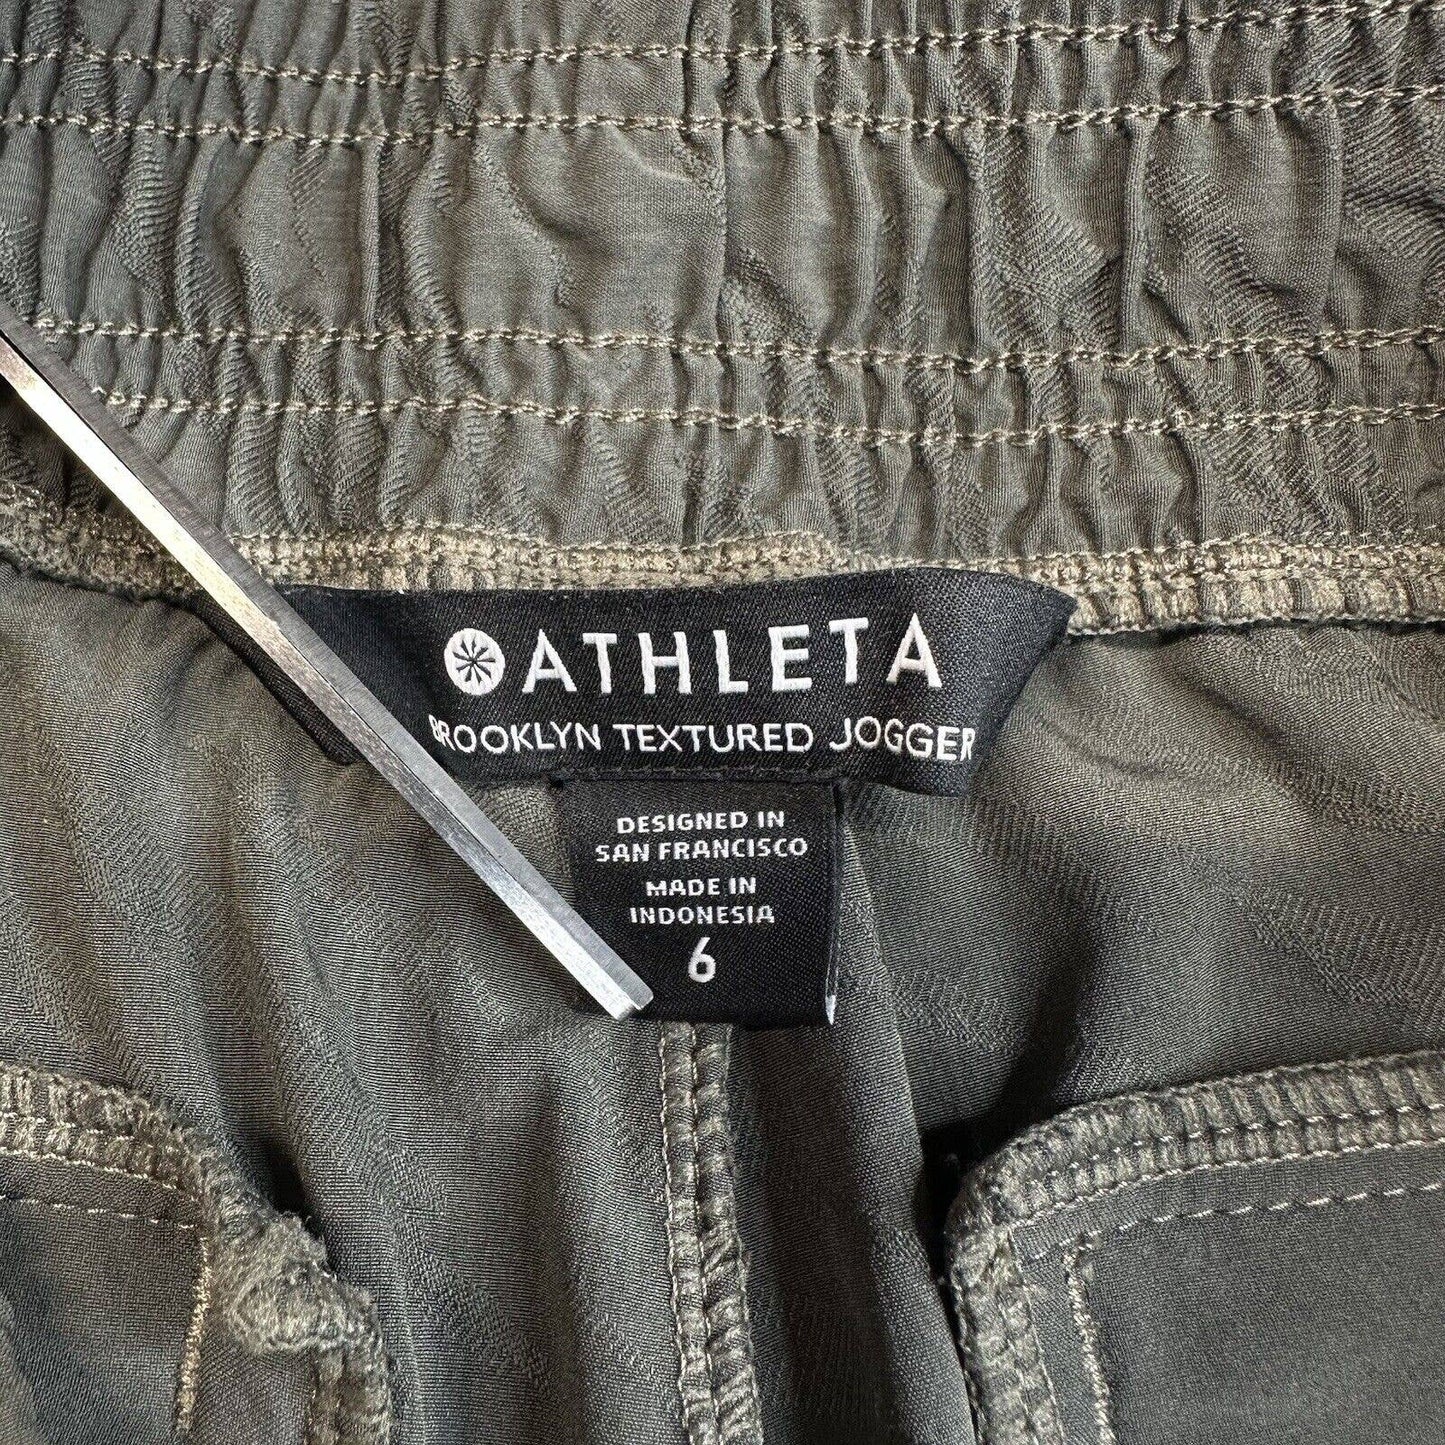 ATHLETA
BROOKLYN TEXTURED JOGGER
DESIGNED IN
SAN FRANCISCO
MADE IN
INDONESIA
6